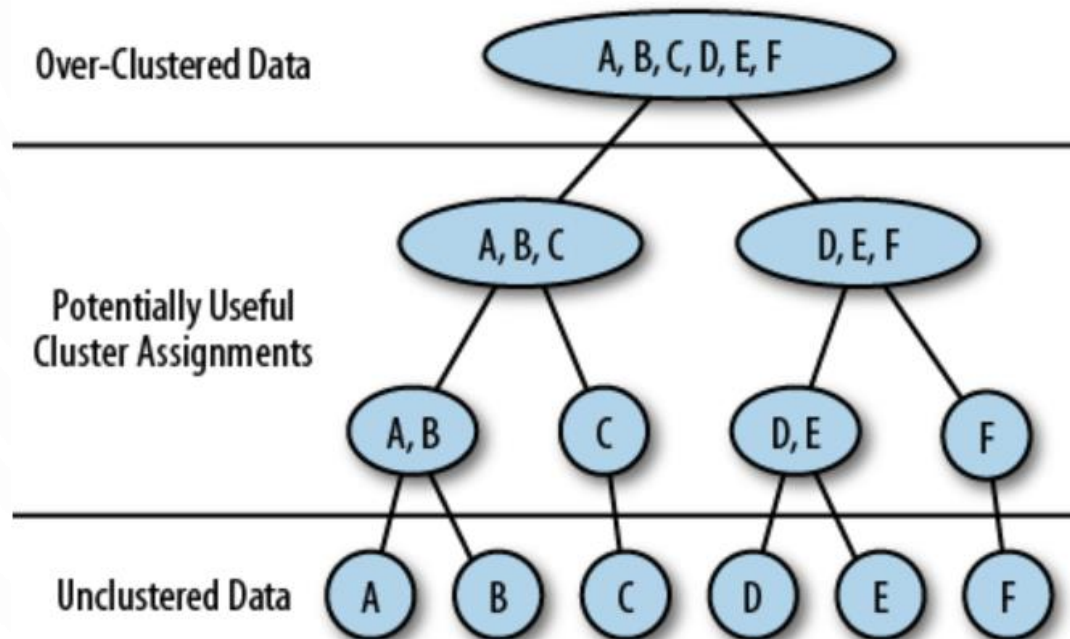 Over-Clustered Data
A, B, C, D, E, F
A, B, C
D, E, F
Potentially Useful
Cluster Assignments
A, B
C
D, E
F
Unclustered Data
A
B
C
D
E
F